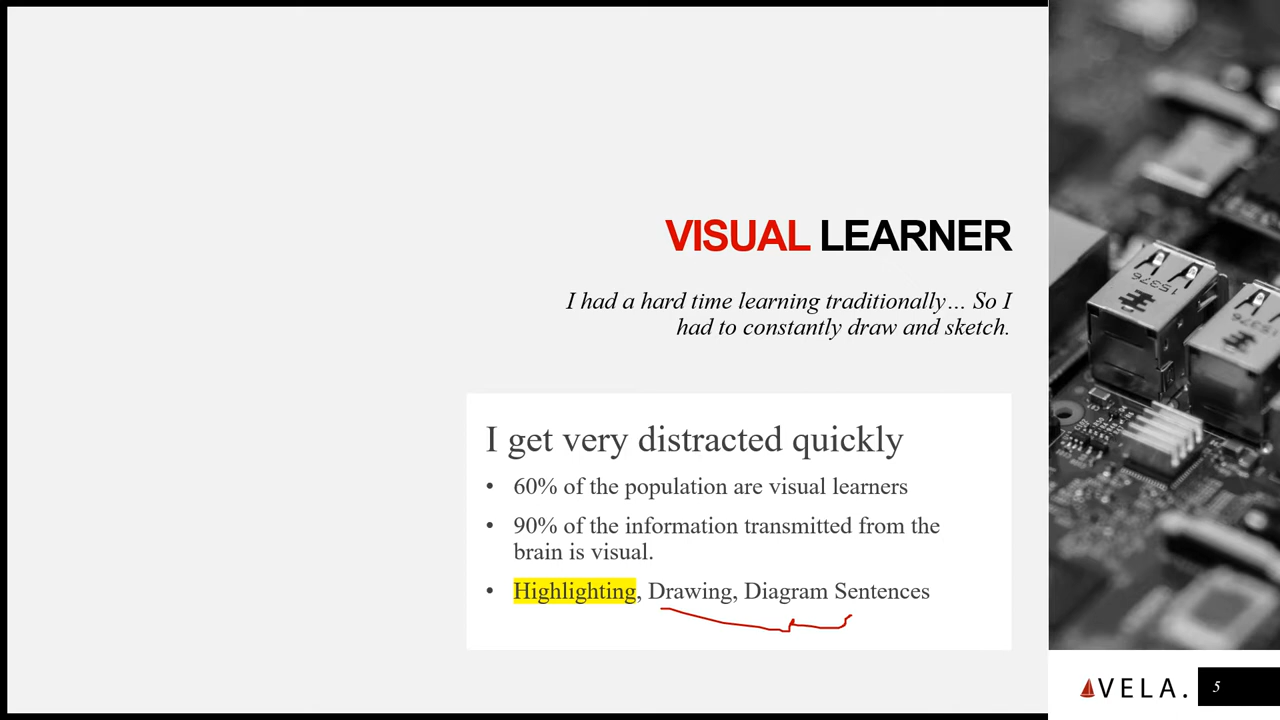 VISUAL LEARNER
I had a hard time learning traditionally... So I
had to constantly draw and sketch.
I get very distracted quickly
• 60% of the population are visual learners
• 90% of the information transmitted from the
brain is visual.
• Highlighting, Drawing, Diagram Sentences
15376
15376
VELA.
5